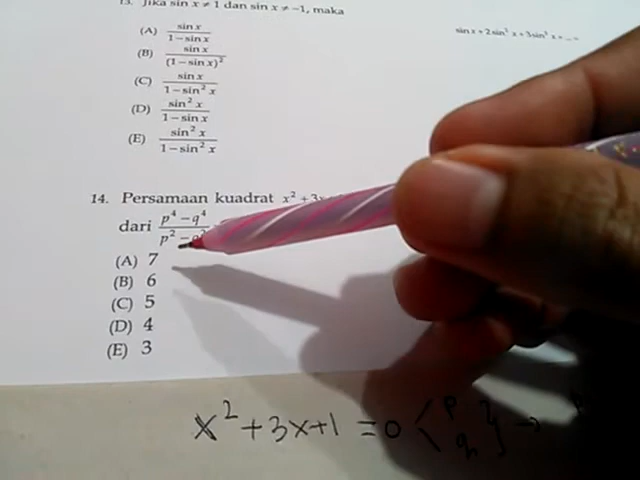 13. Jika sin x ≠ 1 dan sin x ≠ −1, maka
sin x + 2 sin² x + 3 sin³ x + ... =
(A) sin x / 1 − sin x
(B) sin x / (1 − sin x)²
(C) sin x / 1 − sin² x
(D) sin² x / 1 − sin x
(E) sin² x / 1 − sin² x
14. Persamaan kuadrat x² + 3x
dari p⁴ − q⁴ / p² − q²
(A) 7
(B) 6
(C) 5
(D) 4
(E) 3
x² + 3x + 1 = 0 < p q } →